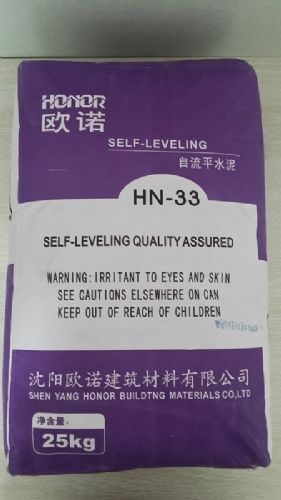 HONOR
欧诺
SELF-LEVELING
自流平水泥
HN-33
SELF-LEVELING QUALITY ASSURED
WARNING: IRRITANT TO EYES AND SKIN
SEE CAUTIONS ELSEWHERE ON CAN
KEEP OUT OF REACH OF CHILDREN
沈阳欧诺建筑材料有限公司
SHEN YANG HONOR BUILDTNG MATERIALS CO,LTD
净含量:
25kg